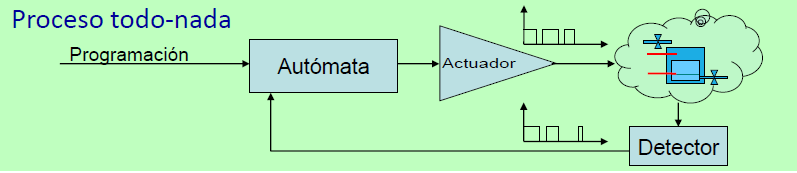 Proceso todo-nada
Programación
Autómata
Actuador
Detector